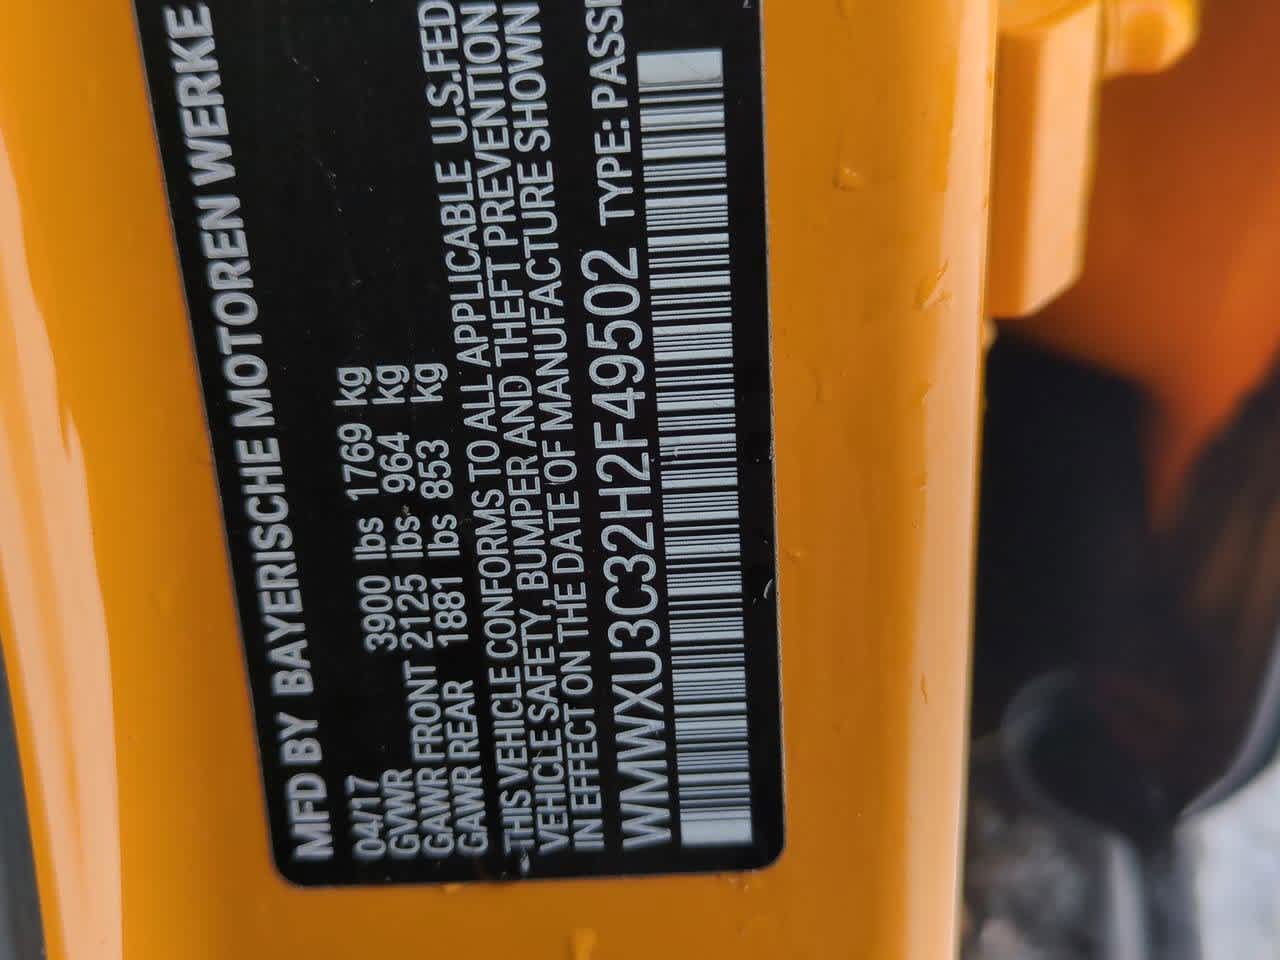 MFD BY BAYERISCHE MOTOREN WERKE
04/17
GVWR 3900 lbs 1769 kg
GAWR FRONT 2125 lbs 964 kg
GAWR REAR 1881 lbs 853 kg
THIS VEHICLE CONFORMS TO ALL APPLICABLE U.S.FED
VEHICLE SAFETY, BUMPER AND THEFT PREVENTION
IN EFFECT ON THE DATE OF MANUFACTURE SHOWN
WMWXU3C32H2F49502 TYPE: PASS